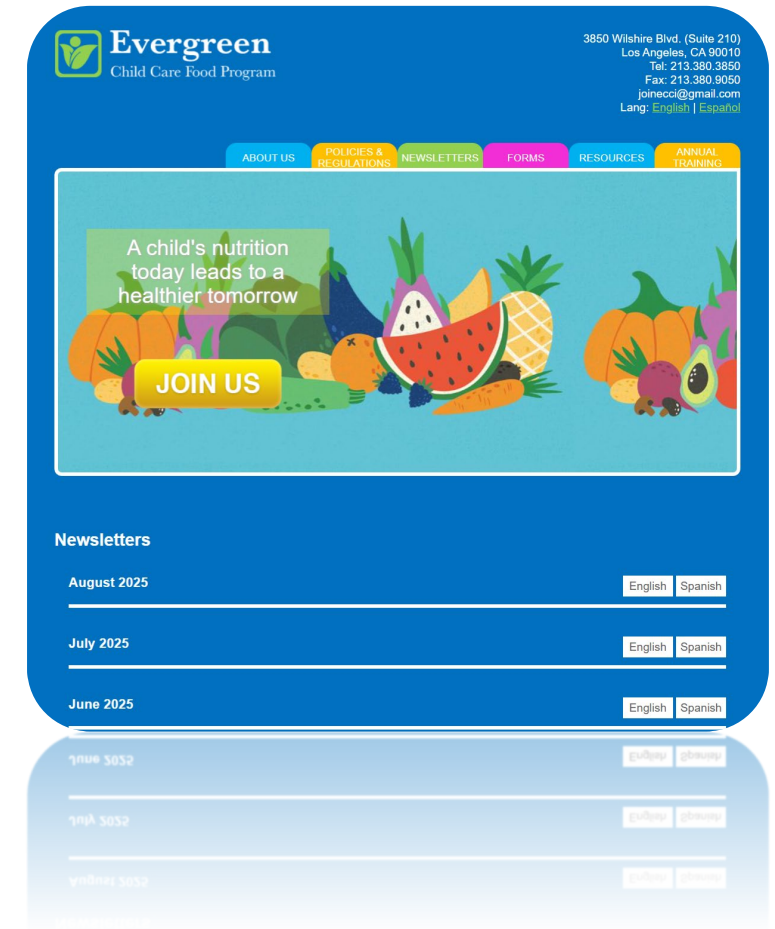 Evergreen
Child Care Food Program
3850 Wilshire Blvd. (Suite 210)
Los Angeles, CA 90010
Tel: 213.380.3850
Fax: 213.380.9050
joinecci@gmail.com
Lang: English | Español
ABOUT US
POLICIES &
REGULATIONS
NEWSLETTERS
FORMS
RESOURCES
ANNUAL
TRAINING
A child's nutrition
today leads to a
healthier tomorrow
JOIN US
Newsletters
August 2025
English Spanish
July 2025
English Spanish
June 2025
English Spanish